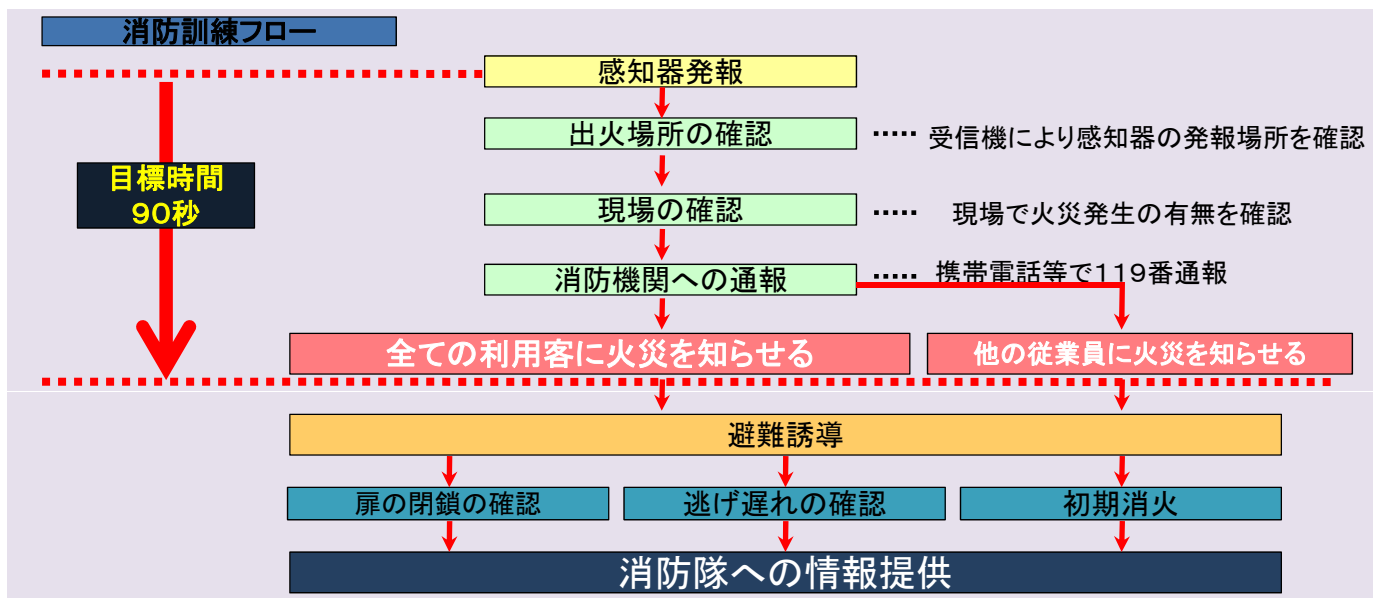 消防訓練フロー
感知器発報
出火場所の確認
‥‥‥ 受信機により感知器の発報場所を確認
目標時間
90秒
現場の確認
‥‥‥ 現場で火災発生の有無を確認
消防機関への通報
‥‥‥ 携帯電話等で119番通報
全ての利用客に火災を知らせる
他の従業員に火災を知らせる
避難誘導
扉の閉鎖の確認
逃げ遅れの確認
初期消火
消防隊への情報提供